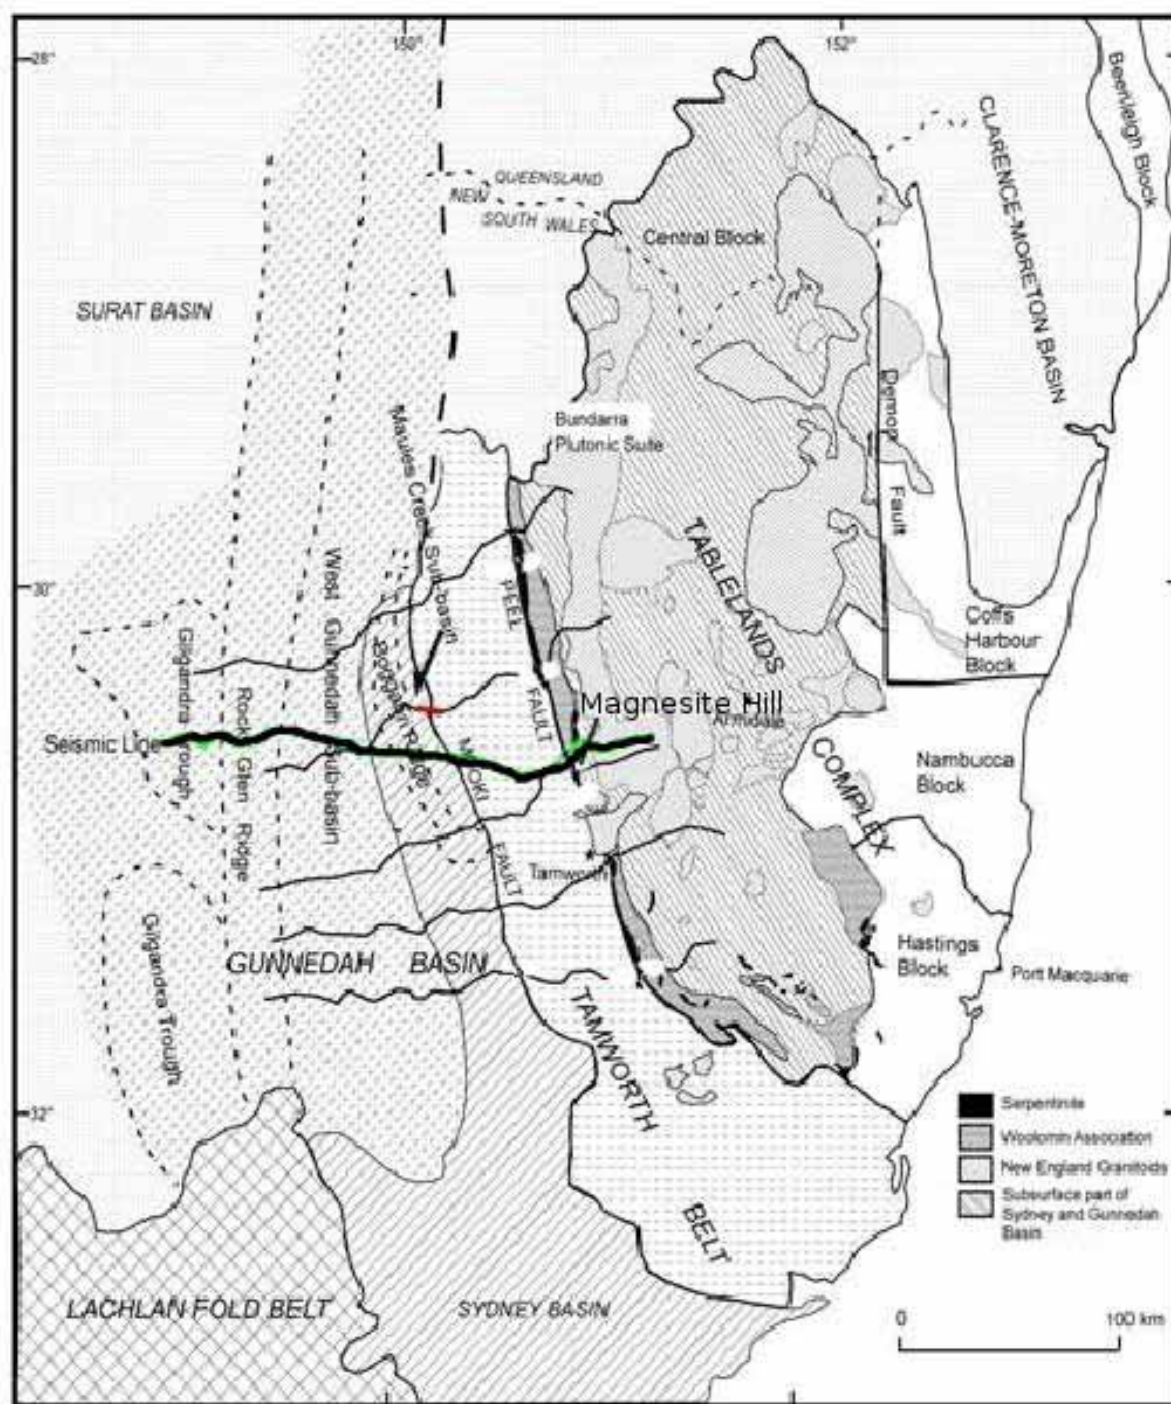 150°
152°
28°
CLARENCE-MORETON BASIN
Beenleigh Block
QUEENSLAND
NEW
SOUTH WALES
Central Block
SURAT BASIN
Demon
Fault
Maules Creek Sub-basin
Bundarra
Plutonic Suite
TABLELANDS
COMPLEX
30°
PEEL
FAULT
West Gunnedah Sub-basin
Gilgandra Trough
Rocky Glen Ridge
Boggabri Ridge
Coffs
Harbour
Block
Magnesite Hill
Armidale
Seismic Line
MOOKI
FAULT
Nambucca
Block
Tamworth
Hastings
Block
GUNNEDAH BASIN
Port Macquarie
Gilgandra Trough
TAMWORTH
BELT
32°
Serpentinite
Woolomin Association
New England Granitoids
Subsurface part of
Sydney and Gunnedah
Basin
LACHLAN FOLD BELT
SYDNEY BASIN
0 100 km